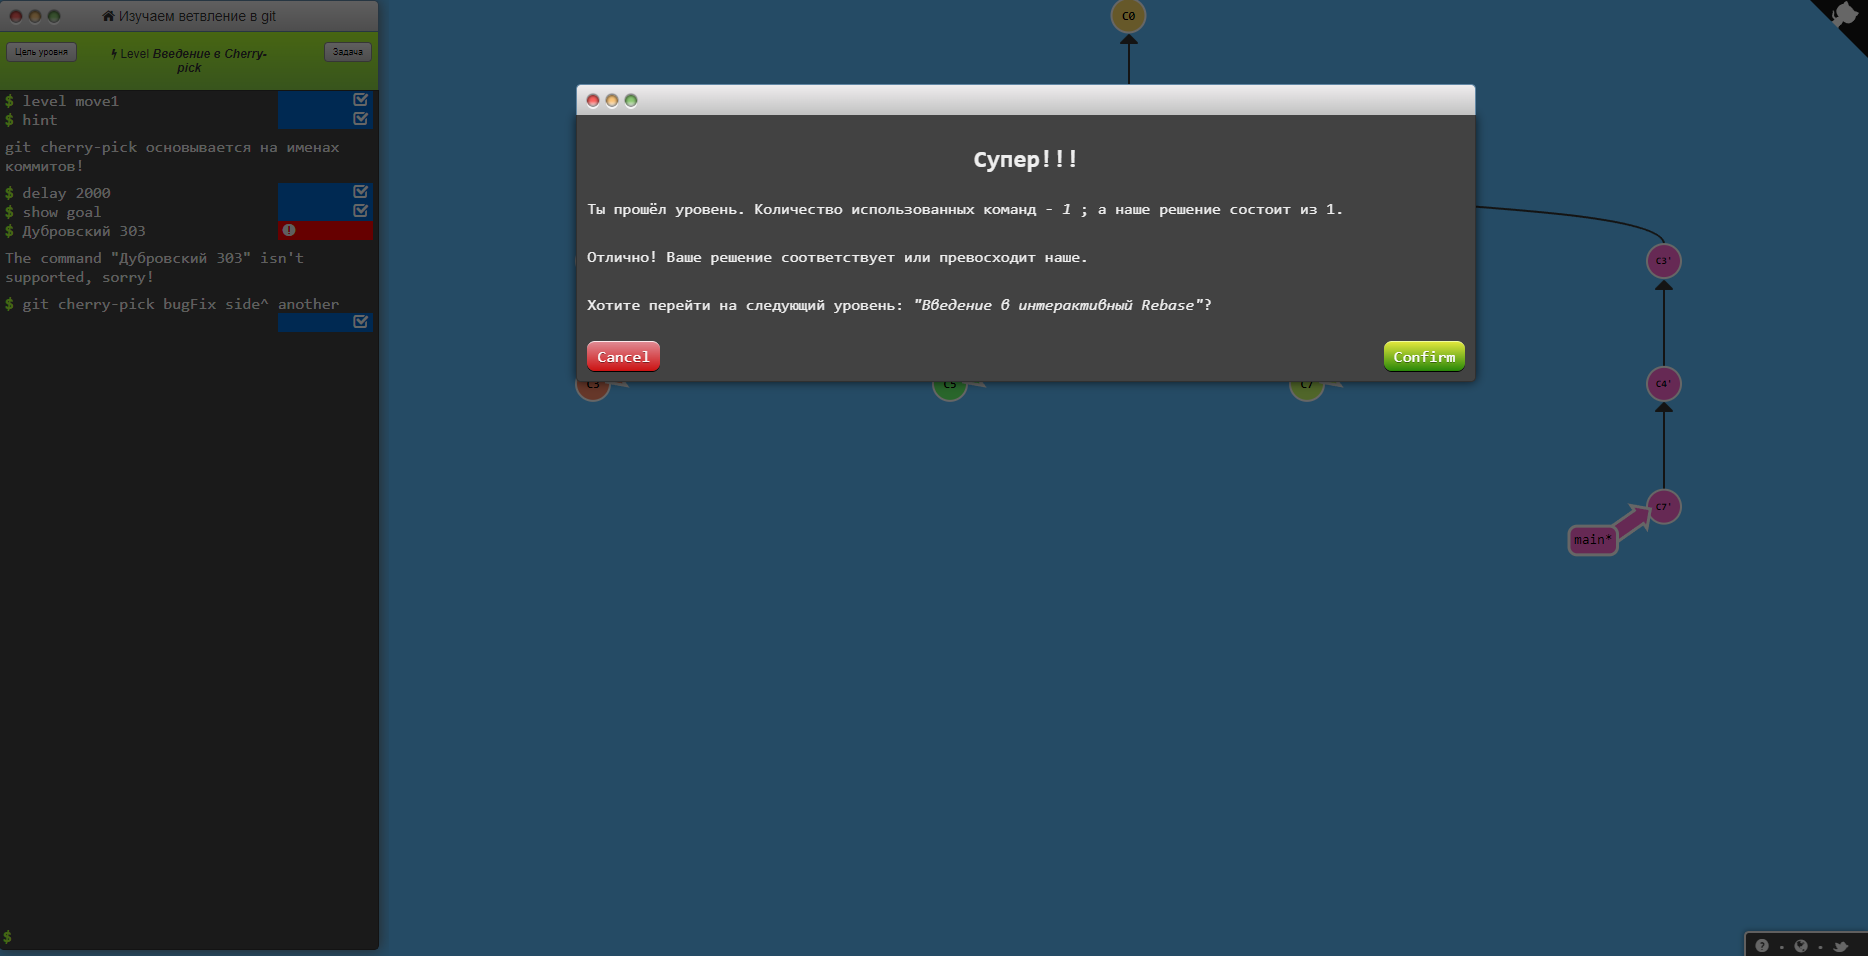 Изучаем ветвление в git
Цель уровня
Level Введение в Cherry-
pick
Задача
$ level move1
$ hint
git cherry-pick основывается на именах
коммитов!
$ delay 2000
$ show goal
$ Дубровский 303
The command "Дубровский 303" isn't
supported, sorry!
$ git cherry-pick bugFix side^ another
$
C0
Супер!!!
Ты прошёл уровень. Количество использованных команд - 1 ; а наше решение состоит из 1.
Отлично! Ваше решение соответствует или превосходит наше.
Хотите перейти на следующий уровень: "Введение в интерактивный Rebase"?
Cancel
Confirm
C3
C5
C7
C3'
C4'
C7'
main*